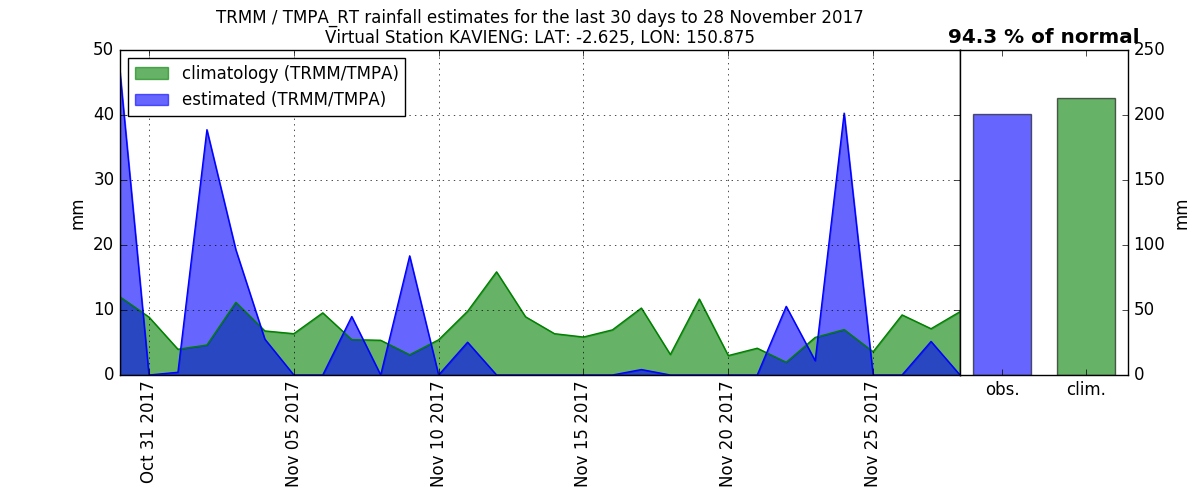 TRMM / TMPA_RT rainfall estimates for the last 30 days to 28 November 2017
Virtual Station KAVIENG: LAT: -2.625, LON: 150.875
94.3 % of normal
climatology (TRMM/TMPA)
estimated (TRMM/TMPA)
50
40
30
20
10
0
mm
Oct 31 2017
Nov 05 2017
Nov 10 2017
Nov 15 2017
Nov 20 2017
Nov 25 2017
obs.
clim.
250
200
150
100
50
0
mm